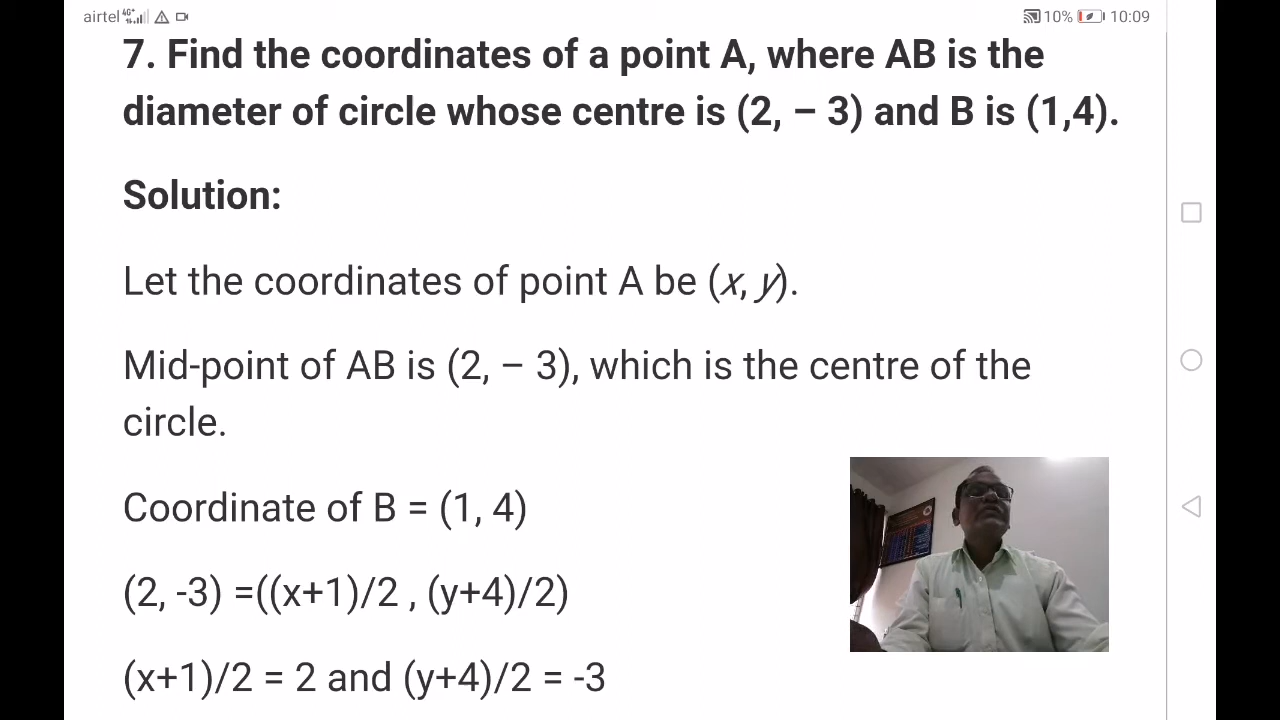 airtel 4G+ 10% 10:09
7. Find the coordinates of a point A, where AB is the
diameter of circle whose centre is (2, – 3) and B is (1,4).
Solution:
Let the coordinates of point A be (x, y).
Mid-point of AB is (2, – 3), which is the centre of the
circle.
Coordinate of B = (1, 4)
(2, -3) =((x+1)/2 , (y+4)/2)
(x+1)/2 = 2 and (y+4)/2 = -3